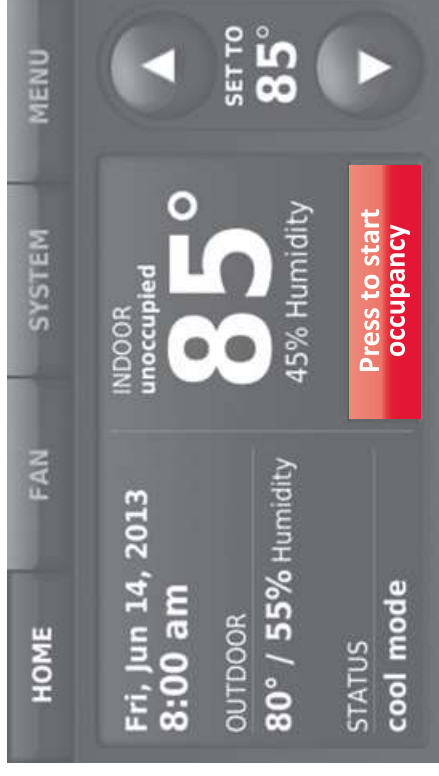 HOME
FAN
SYSTEM
MENU
Fri, Jun 14, 2013
8:00 am
OUTDOOR
80° / 55% Humidity
STATUS
cool mode
INDOOR
unoccupied
85°
45% Humidity
Press to start
occupancy
SET TO
85°